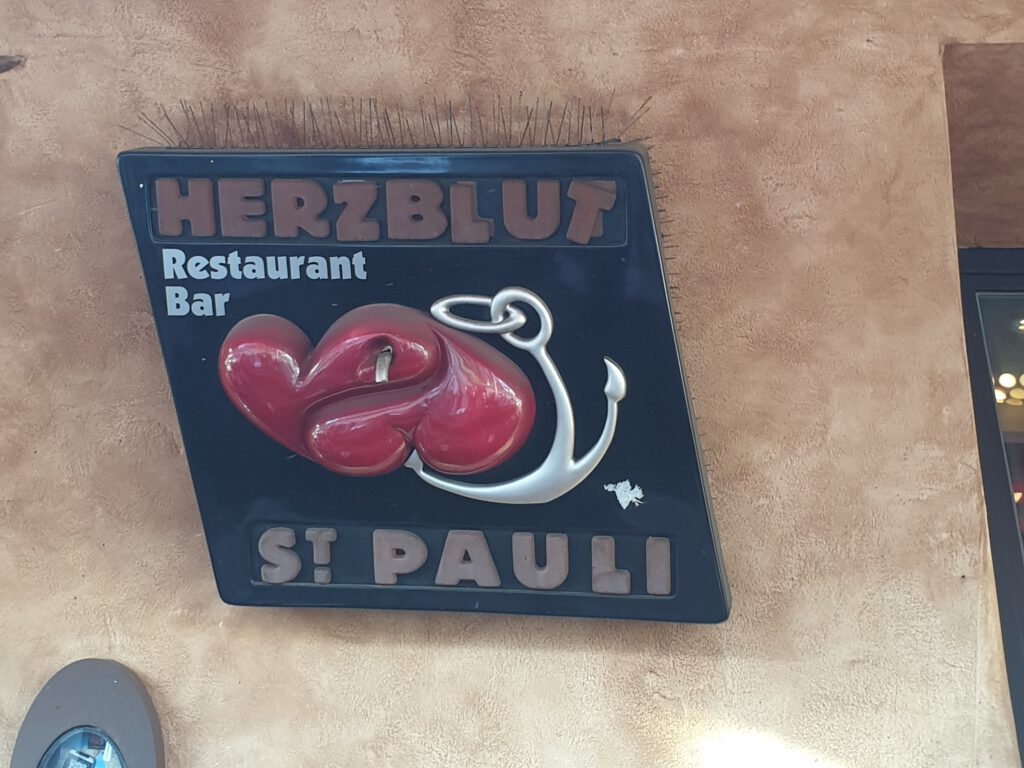 HERZBLUT
Restaurant
Bar
ST. PAULI